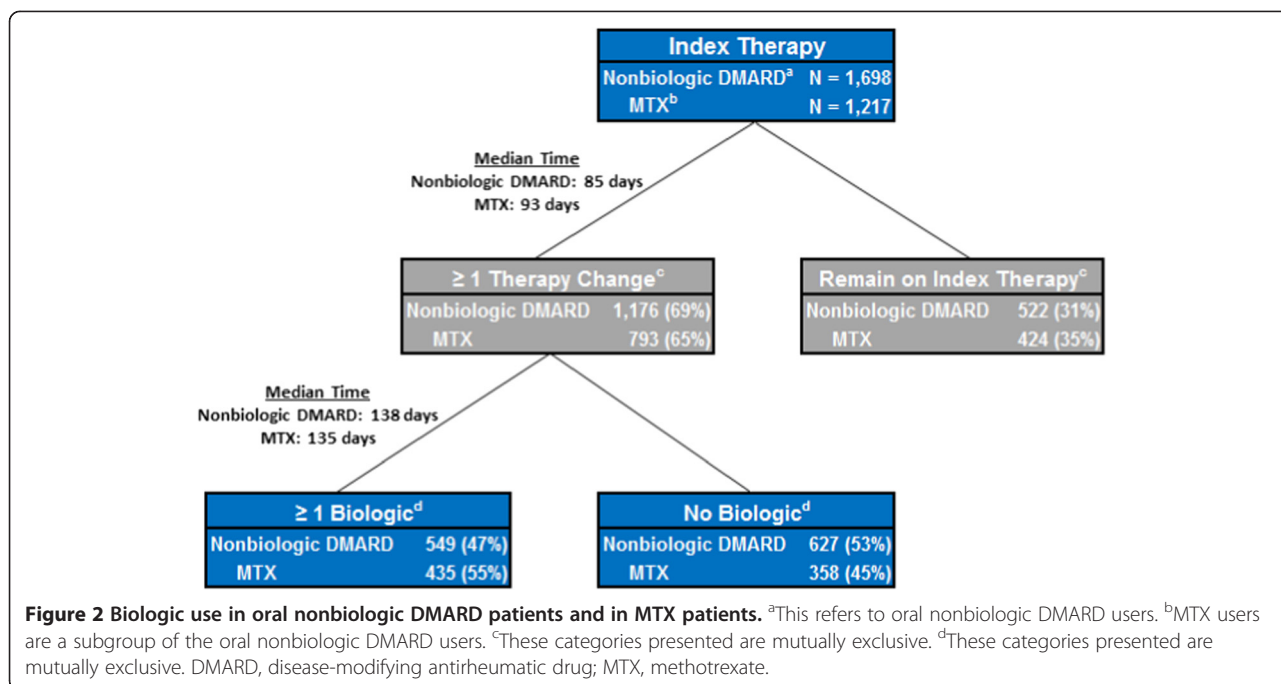 Index Therapy
Nonbiologic DMARDᵃ N = 1,698
MTXᵇ N = 1,217
Median Time
Nonbiologic DMARD: 85 days
MTX: 93 days
≥ 1 Therapy Changeᶜ
Nonbiologic DMARD 1,176 (69%)
MTX 793 (65%)
Remain on Index Therapyᶜ
Nonbiologic DMARD 522 (31%)
MTX 424 (35%)
Median Time
Nonbiologic DMARD: 138 days
MTX: 135 days
≥ 1 Biologicᵈ
Nonbiologic DMARD 549 (47%)
MTX 435 (55%)
No Biologicᵈ
Nonbiologic DMARD 627 (53%)
MTX 358 (45%)
Figure 2 Biologic use in oral nonbiologic DMARD patients and in MTX patients. ᵃThis refers to oral nonbiologic DMARD users. ᵇMTX users
are a subgroup of the oral nonbiologic DMARD users. ᶜThese categories presented are mutually exclusive. ᵈThese categories presented are
mutually exclusive. DMARD, disease-modifying antirheumatic drug; MTX, methotrexate.